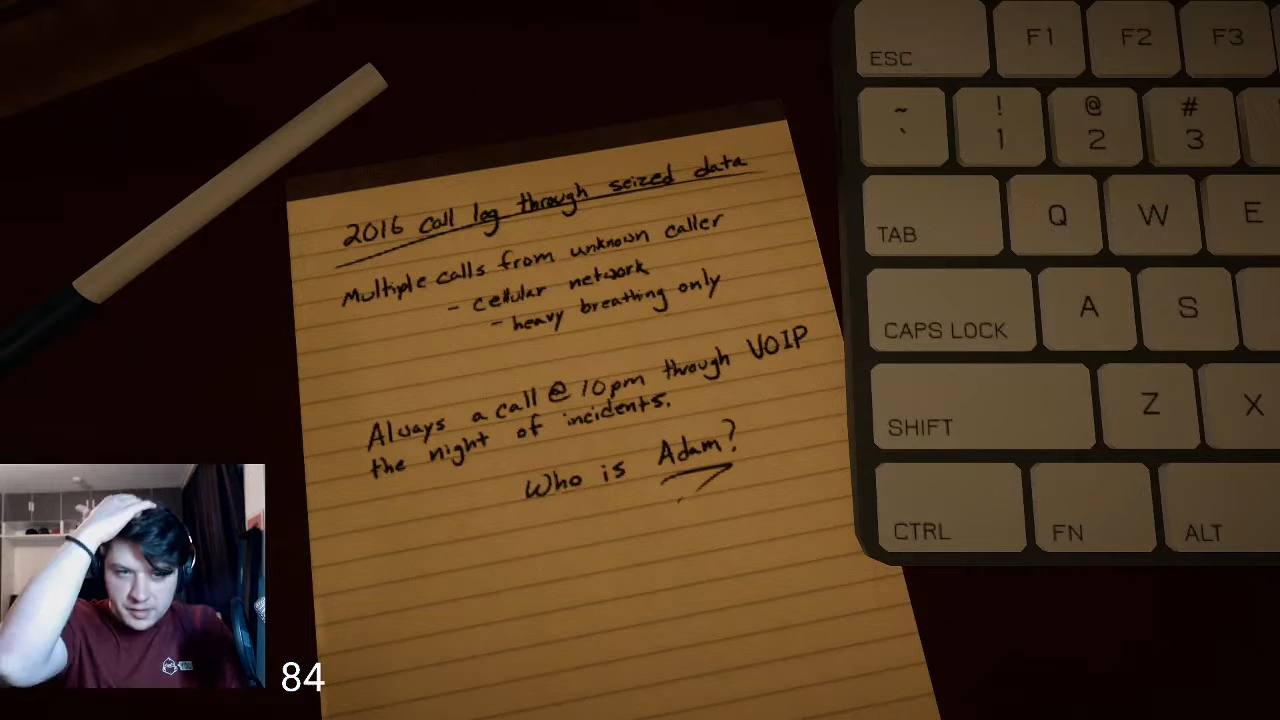 2016 call log through seized data
Multiple calls from unknown caller
- cellular network
- heavy breathing only
Always a call @ 10pm through VOIP
the night of incidents.
Who is Adam?
ESC F1 F2 F3
~ ` ! 1 @ 2 # 3
TAB Q W E
CAPS LOCK A S
SHIFT Z X
CTRL FN ALT
84